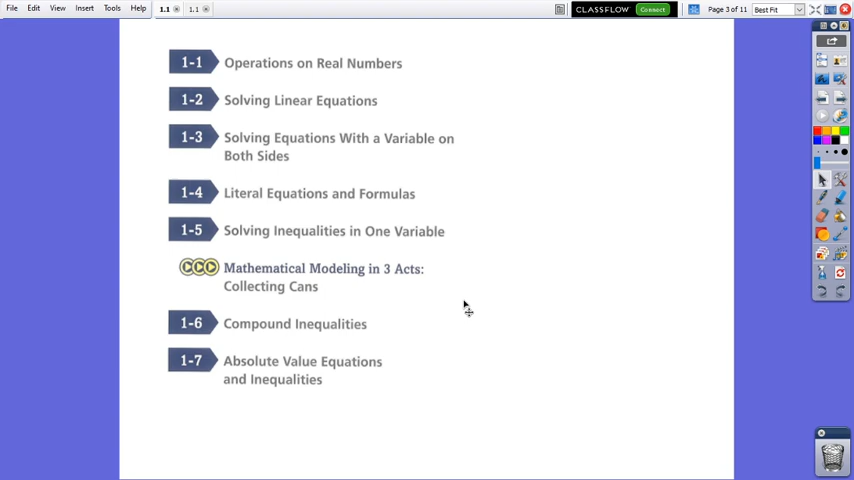 File Edit View Insert Tools Help 1.1 1.1 CLASSFLOW Connect Page 3 of 11 Best Fit
1-1 Operations on Real Numbers
1-2 Solving Linear Equations
1-3 Solving Equations With a Variable on
Both Sides
1-4 Literal Equations and Formulas
1-5 Solving Inequalities in One Variable
Mathematical Modeling in 3 Acts:
Collecting Cans
1-6 Compound Inequalities
1-7 Absolute Value Equations
and Inequalities